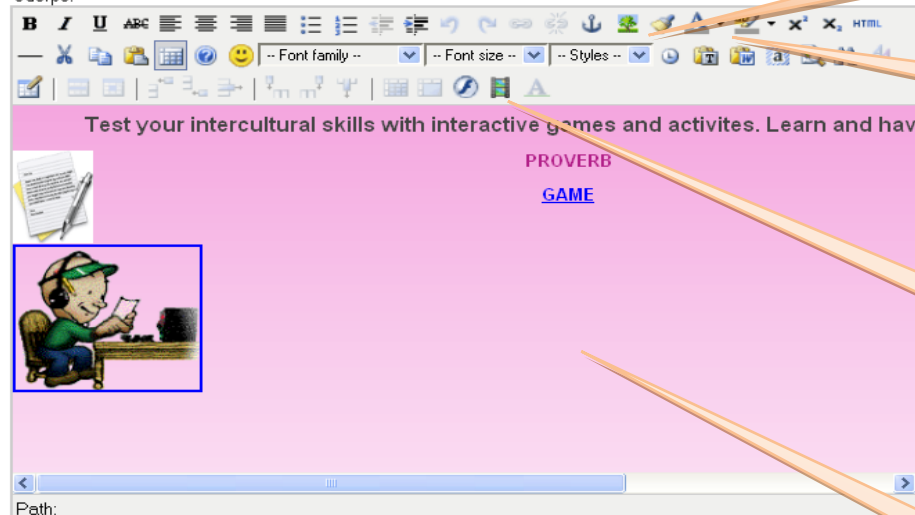 B I U ABC HTML
-- Font family -- -- Font size -- -- Styles --
Test your intercultural skills with interactive games and activites. Learn and hav
PROVERB
GAME
Path: